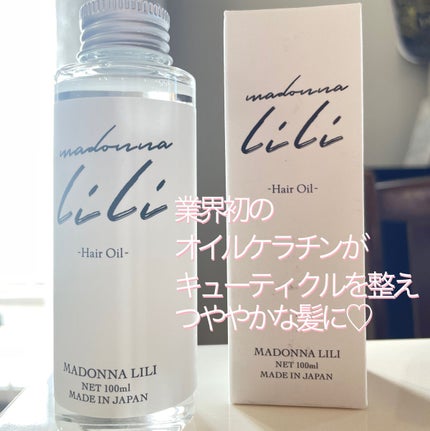 madonna
LiLi
-Hair Oil-
MADONNA LILI
NET 100ml
MADE IN JAPAN
madonna
LiLi
-Hair Oil-
MADONNA LILI
NET 100ml
MADE IN JAPAN
業界初の
オイルケラチンが
キューティクルを整え
つややかな髪に♡